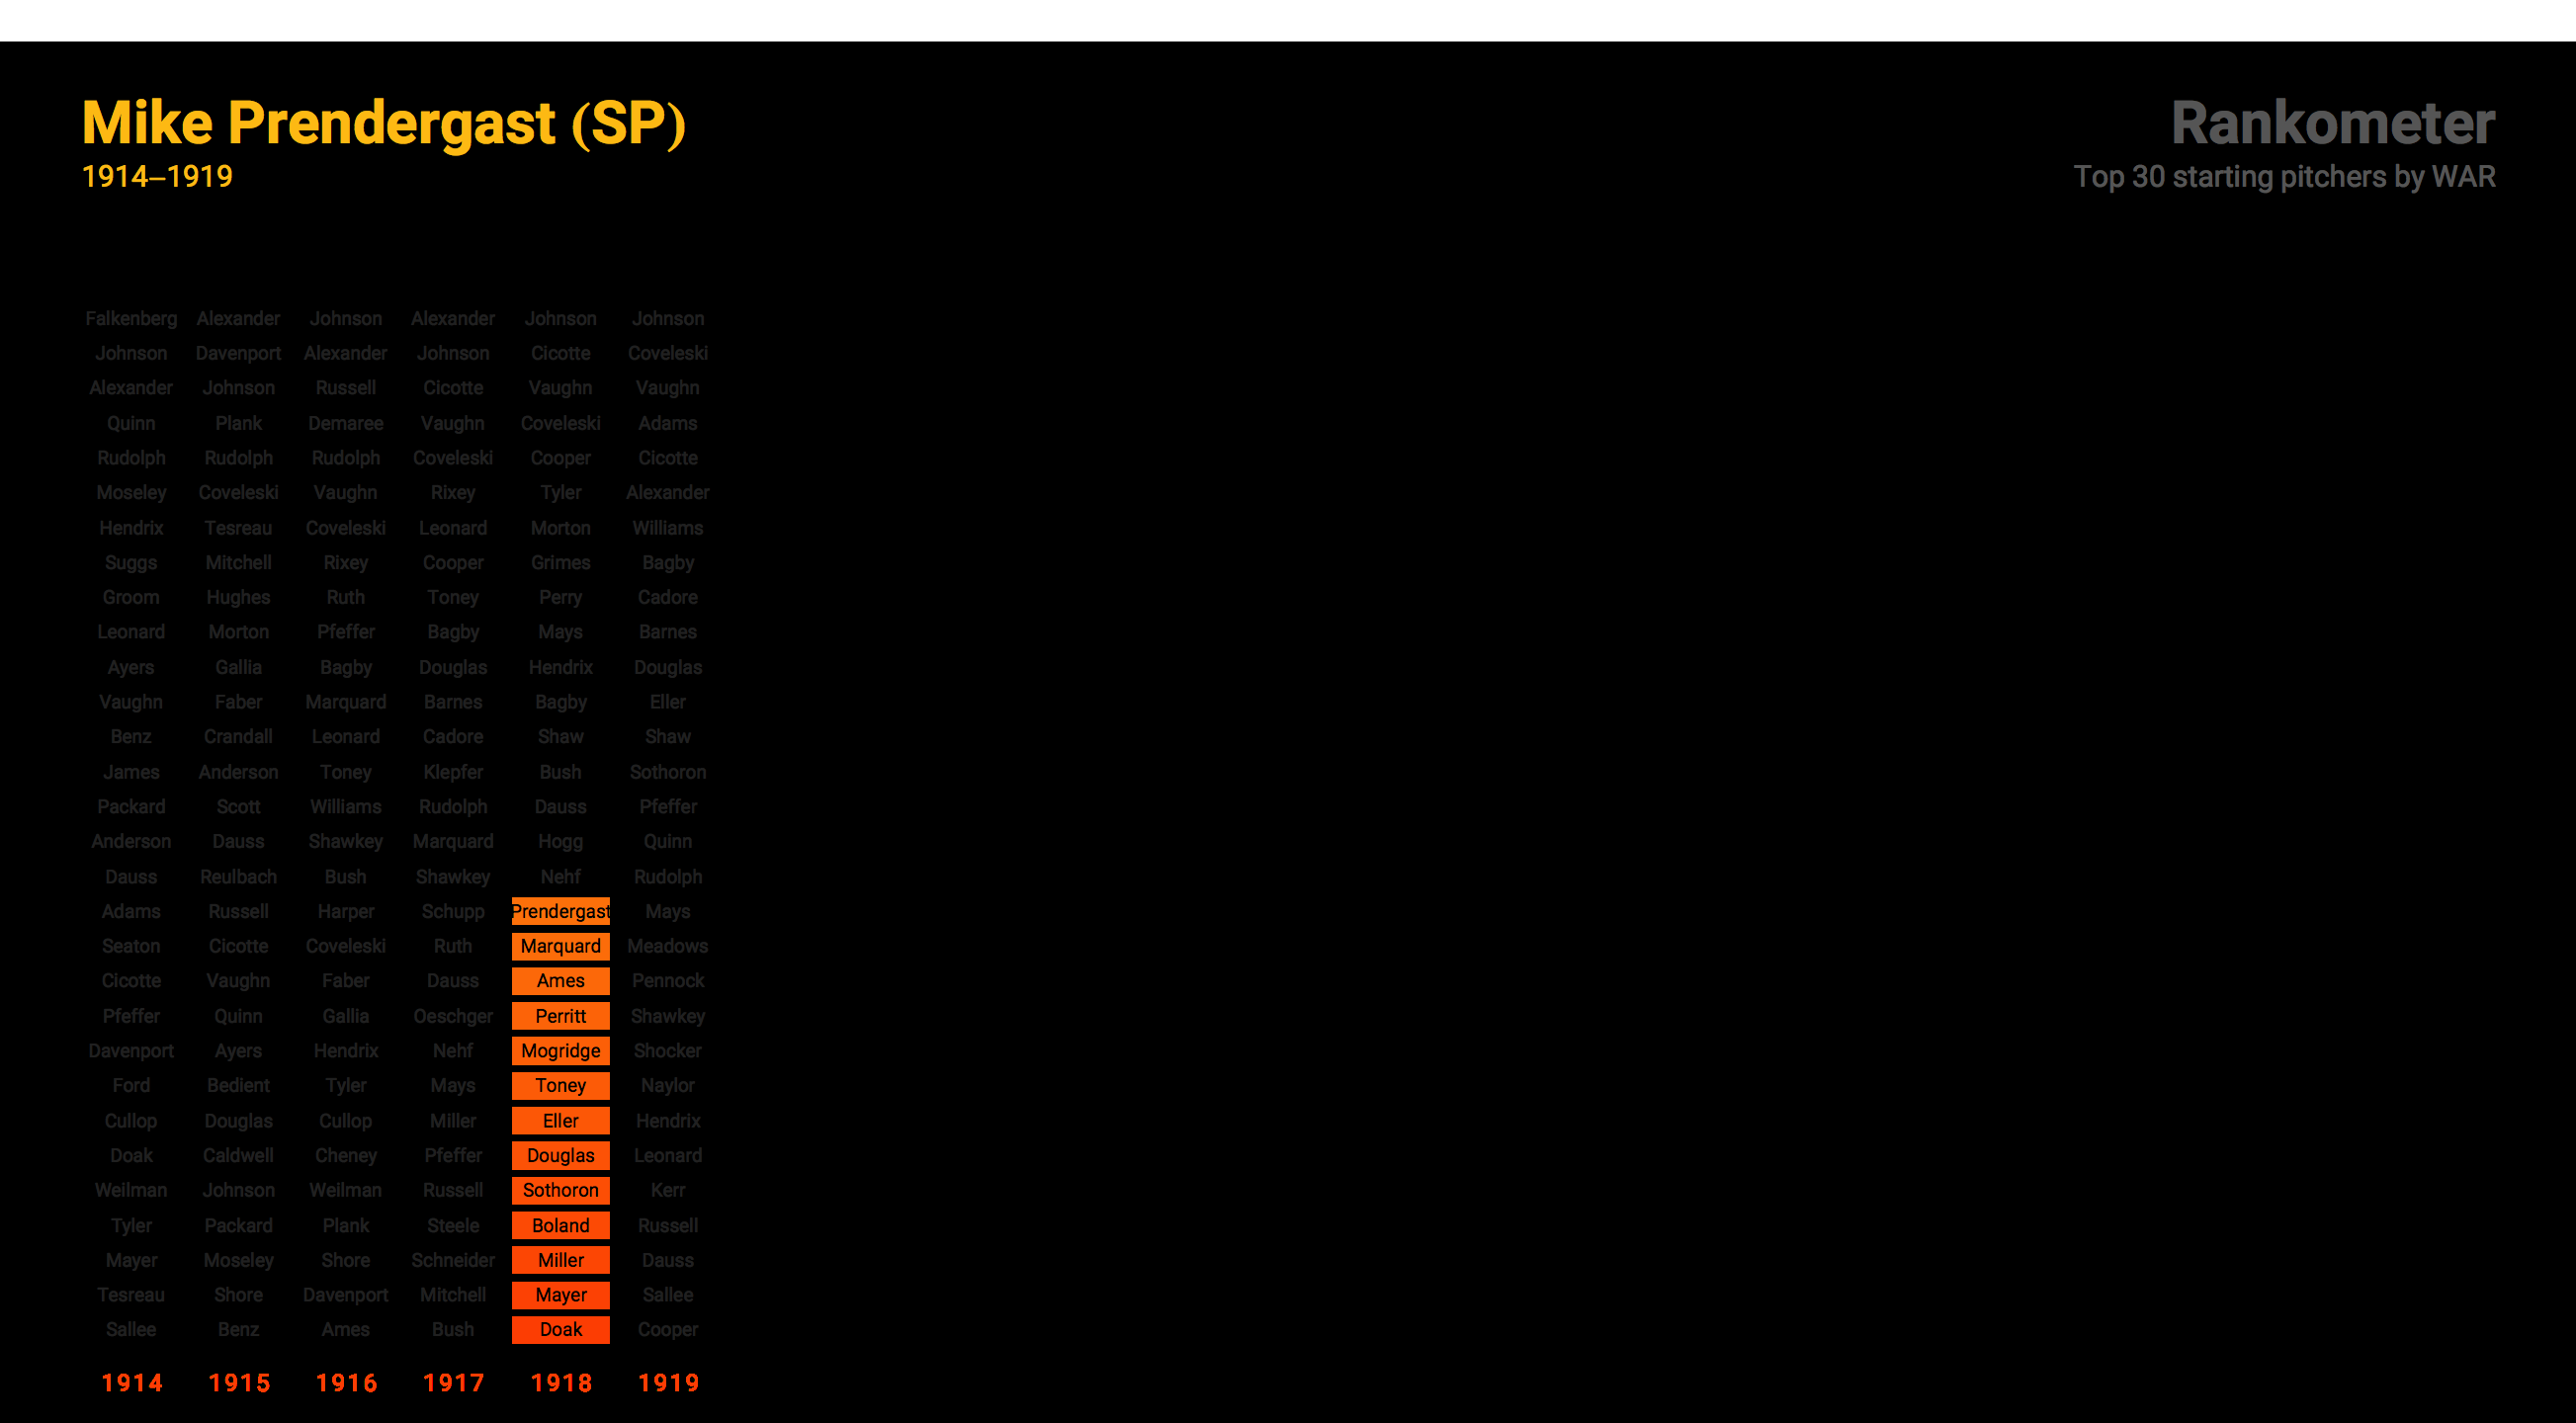 Mike Prendergast (SP)
1914–1919
Rankometer
Top 30 starting pitchers by WAR
Falkenberg Alexander Johnson Alexander Johnson Johnson
Johnson Davenport Alexander Johnson Cicotte Coveleski
Alexander Johnson Russell Cicotte Vaughn Vaughn
Quinn Plank Demaree Vaughn Coveleski Adams
Rudolph Rudolph Rudolph Coveleski Cooper Cicotte
Moseley Coveleski Vaughn Rixey Tyler Alexander
Hendrix Tesreau Coveleski Leonard Morton Williams
Suggs Mitchell Rixey Cooper Grimes Bagby
Groom Hughes Ruth Toney Perry Cadore
Leonard Morton Pfeffer Bagby Mays Barnes
Ayers Gallia Bagby Douglas Hendrix Douglas
Vaughn Faber Marquard Barnes Bagby Eller
Benz Crandall Leonard Cadore Shaw Shaw
James Anderson Toney Klepfer Bush Sothoron
Packard Scott Williams Rudolph Dauss Pfeffer
Anderson Dauss Shawkey Marquard Hogg Quinn
Dauss Reulbach Bush Shawkey Nehf Rudolph
Adams Russell Harper Schupp Prendergast Mays
Seaton Cicotte Coveleski Ruth Marquard Meadows
Cicotte Vaughn Faber Dauss Ames Pennock
Pfeffer Quinn Gallia Oeschger Perritt Shawkey
Davenport Ayers Hendrix Nehf Mogridge Shocker
Ford Bedient Tyler Mays Toney Naylor
Cullop Douglas Cullop Miller Eller Hendrix
Doak Caldwell Cheney Pfeffer Douglas Leonard
Weilman Johnson Weilman Russell Sothoron Kerr
Tyler Packard Plank Steele Boland Russell
Mayer Moseley Shore Schneider Miller Dauss
Tesreau Shore Davenport Mitchell Mayer Sallee
Sallee Benz Ames Bush Doak Cooper
1914 1915 1916 1917 1918 1919